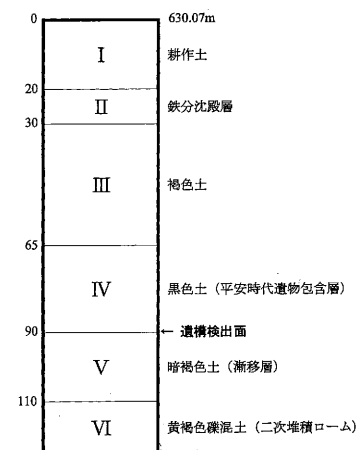 0 630.07m
I 耕作土
20
II 鉄分沈殿層
30
III 褐色土
65
IV 黒色土（平安時代遺物包含層）
90 ← 遺構検出面
V 暗褐色土（漸移層）
110
VI 黄褐色礫混土（二次堆積ローム）